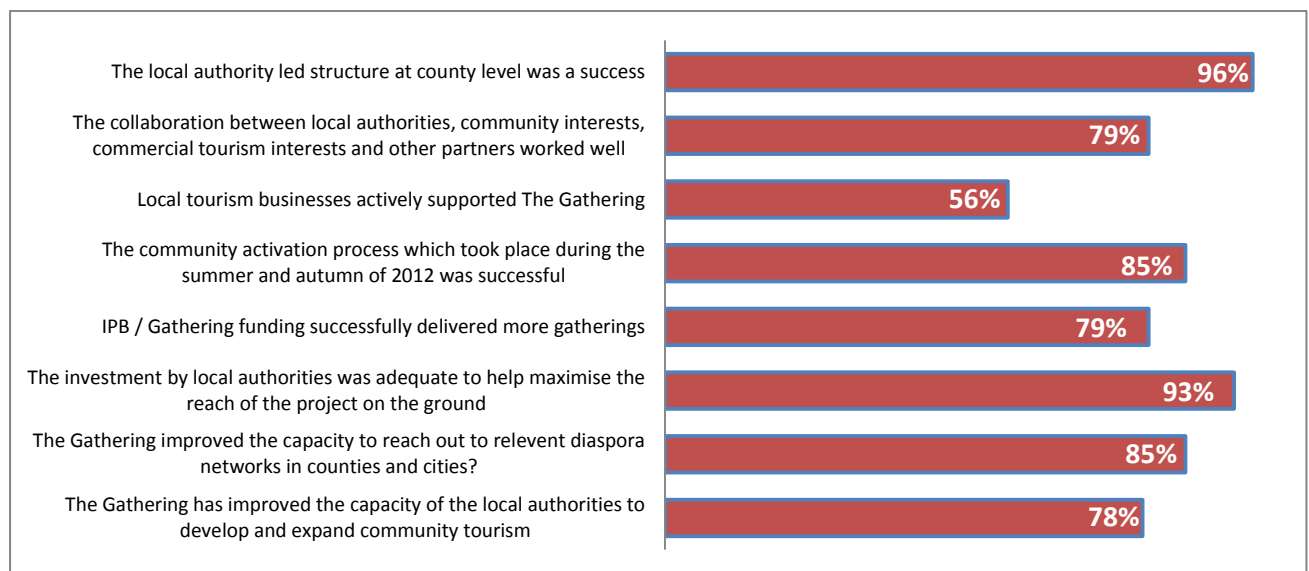 The local authority led structure at county level was a success
96%
The collaboration between local authorities, community interests,
commercial tourism interests and other partners worked well
79%
Local tourism businesses actively supported The Gathering
56%
The community activation process which took place during the
summer and autumn of 2012 was successful
85%
IPB / Gathering funding successfully delivered more gatherings
79%
The investment by local authorities was adequate to help maximise the
reach of the project on the ground
93%
The Gathering improved the capacity to reach out to relevent diaspora
networks in counties and cities?
85%
The Gathering has improved the capacity of the local authorities to
develop and expand community tourism
78%